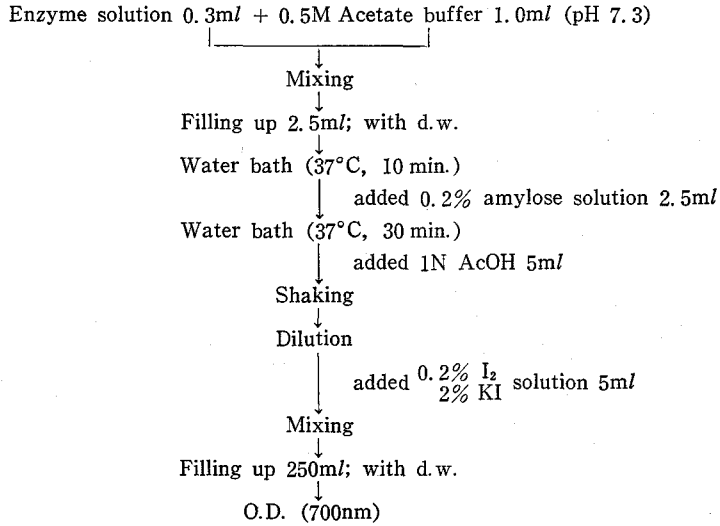 Enzyme solution 0.3ml + 0.5M Acetate buffer 1.0ml (pH 7.3)
Mixing
Filling up 2.5ml; with d.w.
Water bath (37°C, 10 min.)
added 0.2% amylose solution 2.5ml
Water bath (37°C, 30 min.)
added 1N AcOH 5ml
Shaking
Dilution
added 0.2% I₂ 2% KI solution 5ml
Mixing
Filling up 250ml; with d.w.
O.D. (700nm)